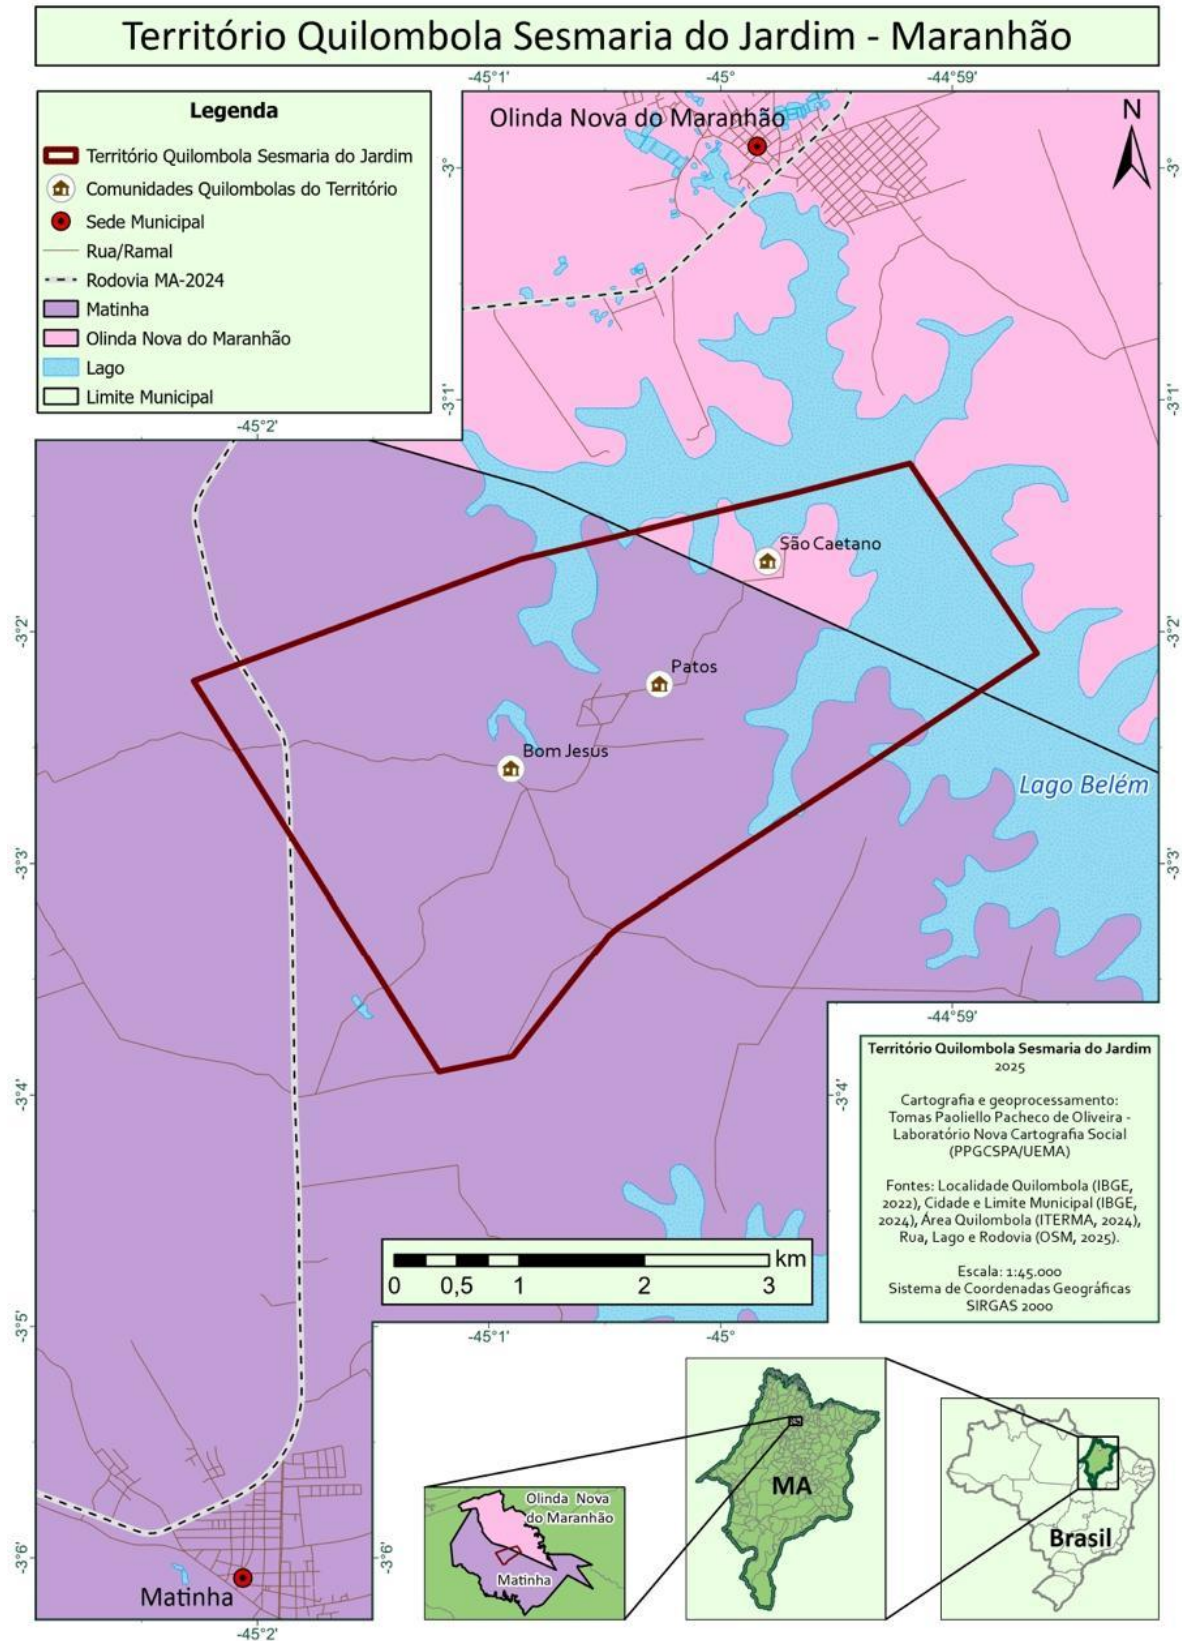 Território Quilombola Sesmaria do Jardim - Maranhão
Legenda
Território Quilombola Sesmaria do Jardim
Comunidades Quilombolas do Território
Sede Municipal
Rua/Ramal
Rodovia MA-2024
Matinha
Olinda Nova do Maranhão
Lago
Limite Municipal
-45°1'
-45°
-44°59'
Olinda Nova do Maranhão
N
-3°
-3°
-3°1'
-3°1'
-45°2'
São Caetano
-3°2'
-3°2'
Patos
Bom Jesus
Lago Belém
-3°3'
-3°3'
-44°59'
-3°4'
-3°4'
Território Quilombola Sesmaria do Jardim
2025
Cartografia e geoprocessamento:
Tomas Paoliello Pacheco de Oliveira -
Laboratório Nova Cartografia Social
(PPGCSPA/UEMA)
Fontes: Localidade Quilombola (IBGE,
2022), Cidade e Limite Municipal (IBGE,
2024), Área Quilombola (ITERMA, 2024),
Rua, Lago e Rodovia (OSM, 2025).
Escala: 1:45.000
Sistema de Coordenadas Geográficas
SIRGAS 2000
km
0 0,5 1 2 3
-3°5'
-45°1'
-45°
-3°6'
-3°6'
Matinha
-45°2'
Olinda Nova
do Maranhão
Matinha
MA
Brasil